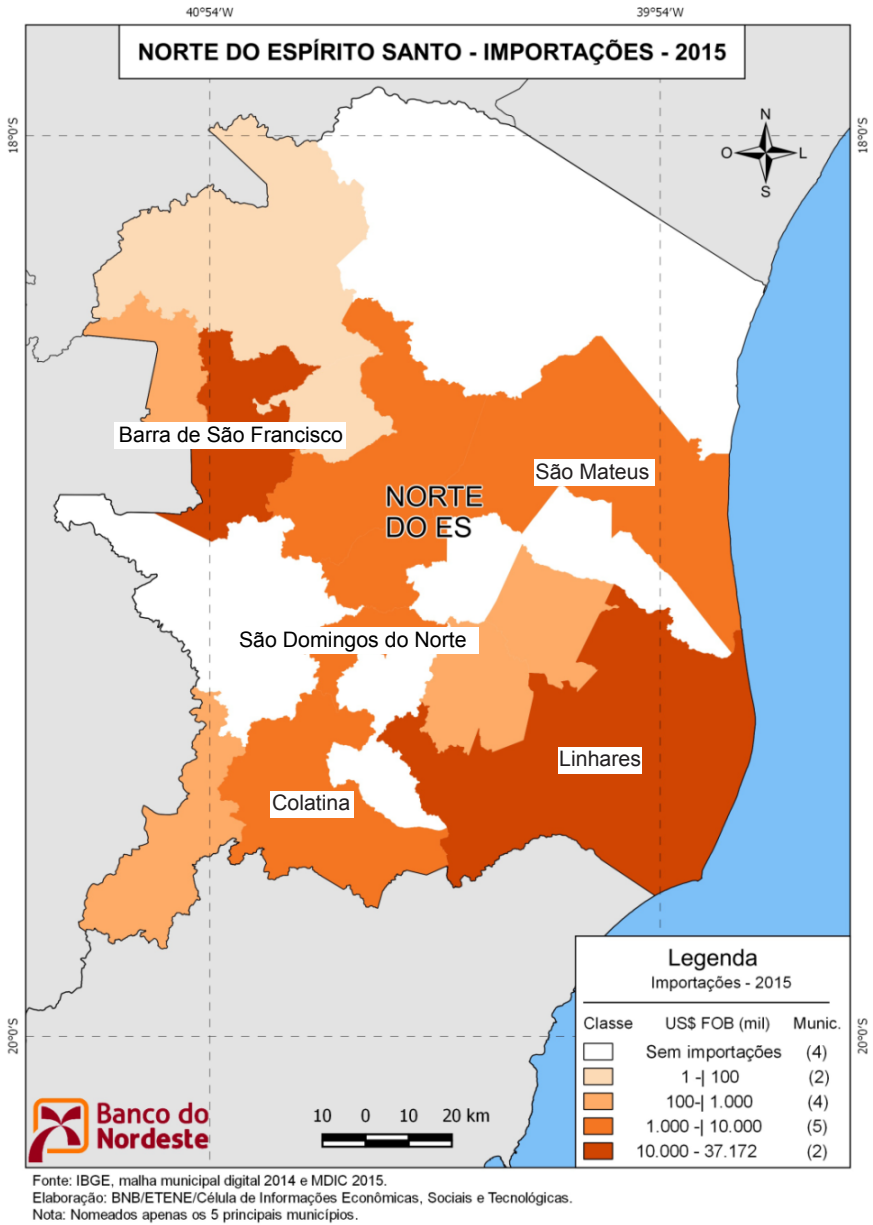 40°54'W
39°54'W
NORTE DO ESPÍRITO SANTO - IMPORTAÇÕES - 2015
18°0'S
18°0'S
N
O
L
S
Barra de São Francisco
São Mateus
NORTE
DO ES
São Domingos do Norte
Linhares
Colatina
20°0'S
20°0'S
Legenda
Importações - 2015
Classe US$ FOB (mil) Munic.
Sem importações (4)
1 -| 100 (2)
100-| 1.000 (4)
1.000 -| 10.000 (5)
10.000 - 37.172 (2)
Banco do
Nordeste
10 0 10 20 km
Fonte: IBGE, malha municipal digital 2014 e MDIC 2015.
Elaboração: BNB/ETENE/Célula de Informações Econômicas, Sociais e Tecnológicas.
Nota: Nomeados apenas os 5 principais municípios.